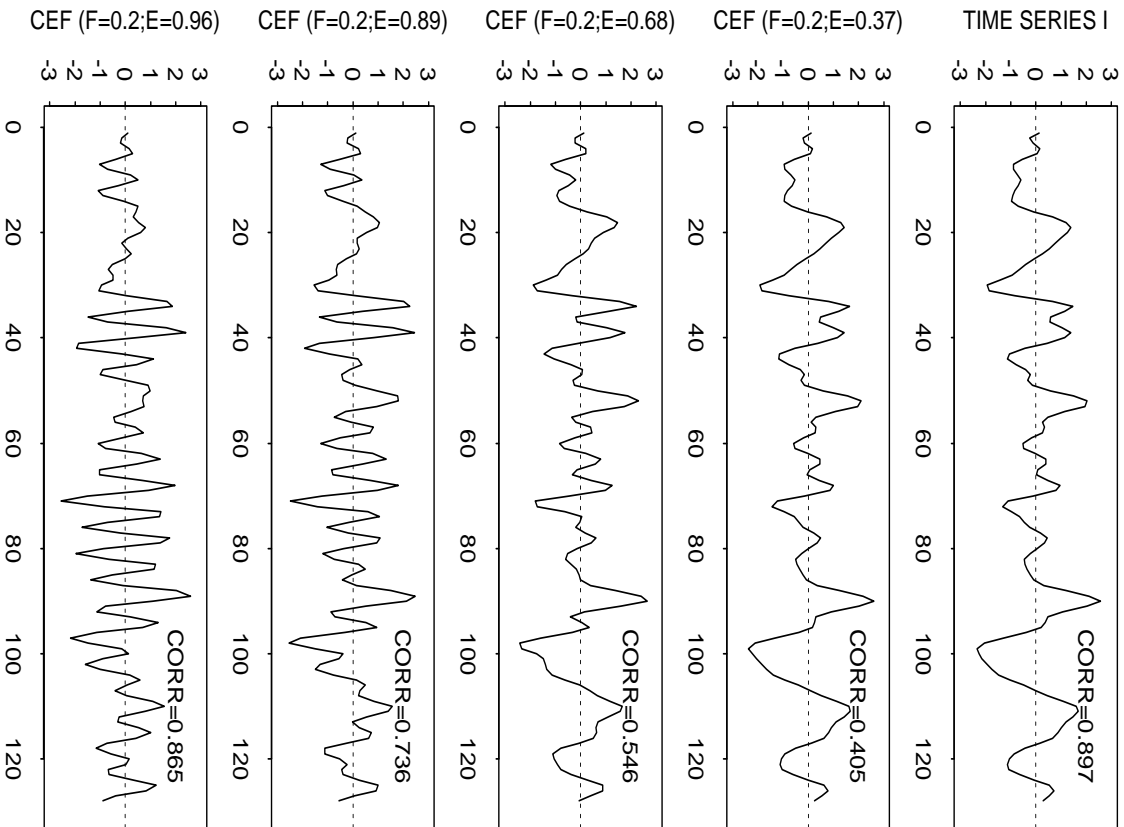 TIME SERIES I
-3 -2 -1 0 1 2 3
CORR=0.897
0 20 40 60 80 100 120
CEF (F=0.2;E=0.37)
-3 -2 -1 0 1 2 3
CORR=0.405
0 20 40 60 80 100 120
CEF (F=0.2;E=0.68)
-3 -2 -1 0 1 2 3
CORR=0.546
0 20 40 60 80 100 120
CEF (F=0.2;E=0.89)
-3 -2 -1 0 1 2 3
CORR=0.736
0 20 40 60 80 100 120
CEF (F=0.2;E=0.96)
-3 -2 -1 0 1 2 3
CORR=0.865
0 20 40 60 80 100 120